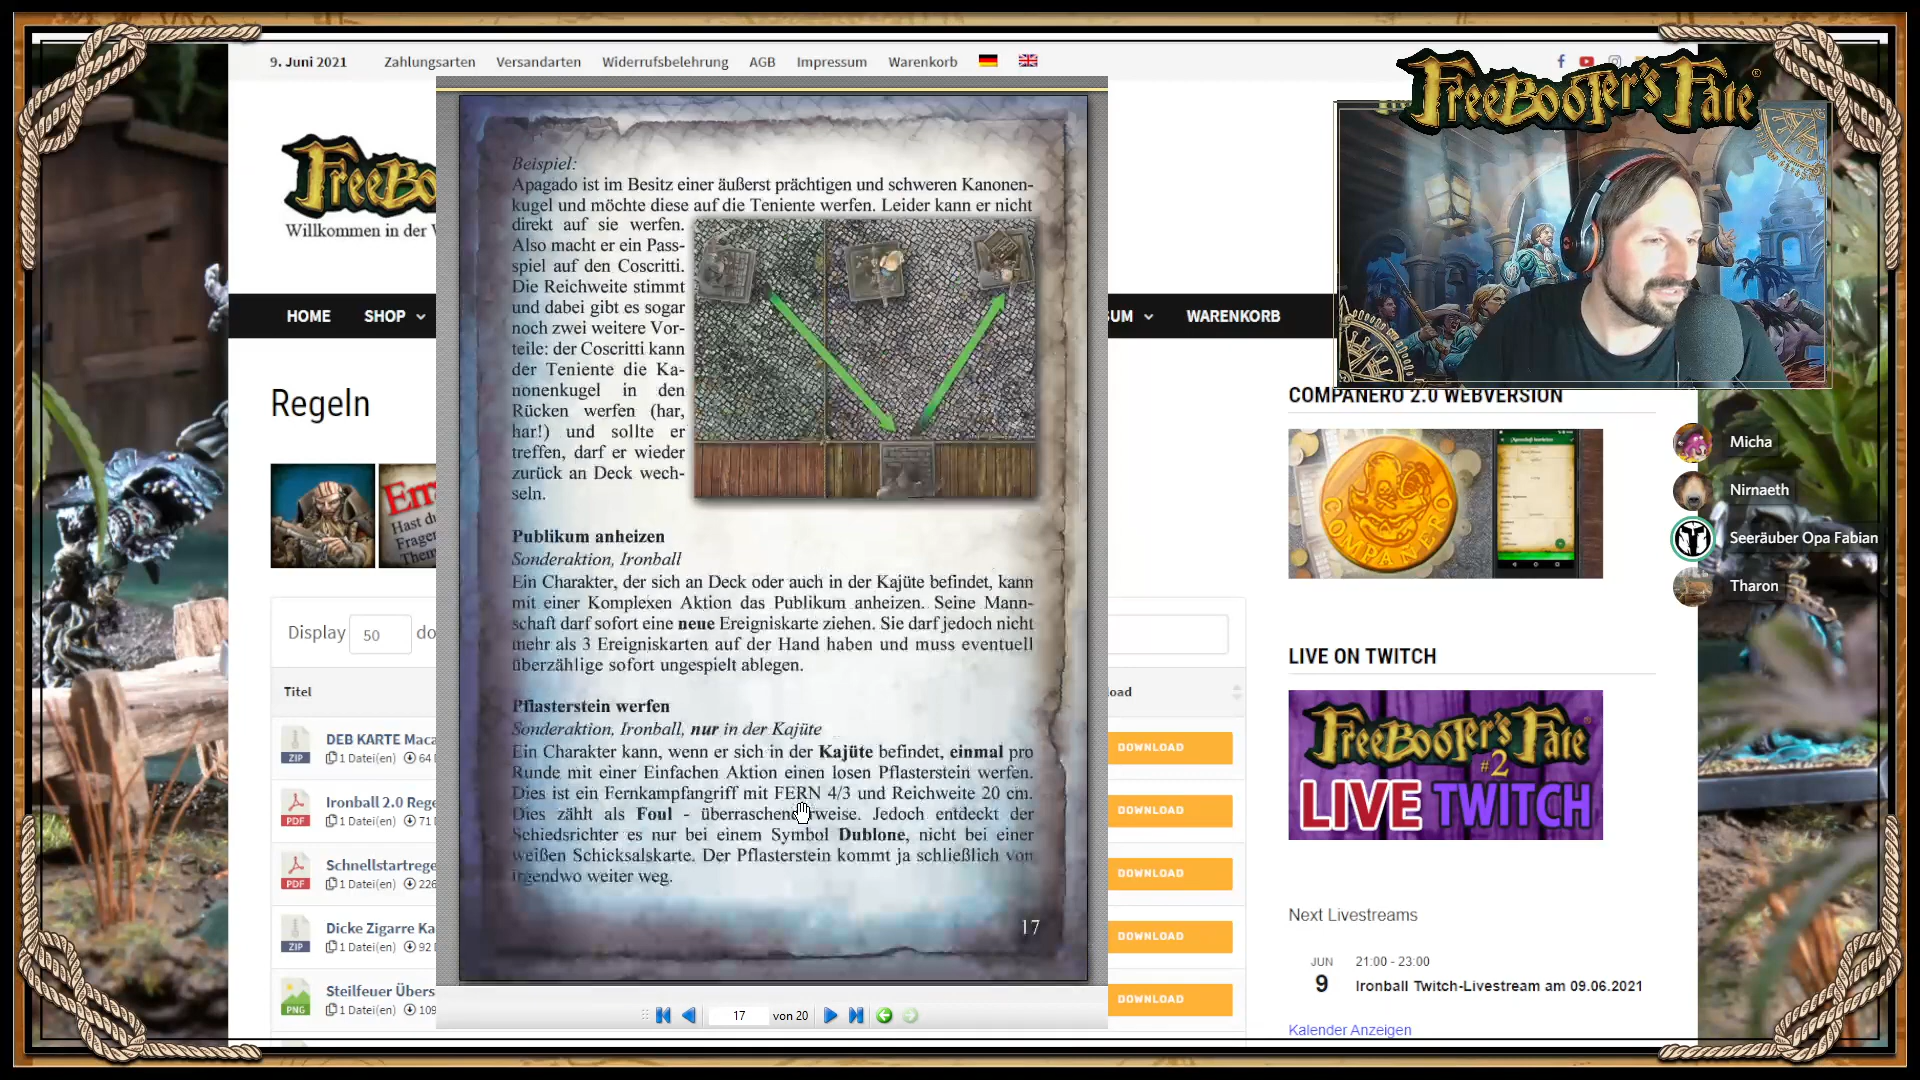 9. Juni 2021
Zahlungsarten
Versandarten
Widerrufsbelehrung
AGB
Impressum
Warenkorb
FreeBooter's Fate
Willkommen in der
HOME
SHOP
WARENKORB
Regeln
Hast
Frage
Them
Display 50
Titel
DEB KARTE Maca
1 Datei(en) 64
ZIP
Ironball 2.0 Rege
1 Datei(en) 71
PDF
Schnellstartrege
1 Datei(en) 226
PDF
Dicke Zigarre Ka
1 Datei(en) 92
ZIP
Steilfeuer Übers
1 Datei(en) 109
PNG
Beispiel:
Apagado ist im Besitz einer äußerst prächtigen und schweren Kanonen-
kugel und möchte diese auf die Teniente werfen. Leider kann er nicht
direkt auf sie werfen.
Also macht er ein Pass-
spiel auf den Coscritti.
Die Reichweite stimmt
und dabei gibt es sogar
noch zwei weitere Vor-
teile: der Coscritti kann
der Teniente die Ka-
nonenkugel in den
Rücken werfen (har,
har!) und sollte er
treffen, darf er wieder
zurück an Deck wech-
seln.
Publikum anheizen
Sonderaktion, Ironball
Ein Charakter, der sich an Deck oder auch in der Kajüte befindet, kann
mit einer Komplexen Aktion das Publikum anheizen. Seine Mann-
schaft darf sofort eine neue Ereigniskarte ziehen. Sie darf jedoch nicht
mehr als 3 Ereigniskarten auf der Hand haben und muss eventuell
überzählige sofort ungespielt ablegen.
Pflasterstein werfen
Sonderaktion, Ironball, nur in der Kajüte
Ein Charakter kann, wenn er sich in der Kajüte befindet, einmal pro
Runde mit einer Einfachen Aktion einen losen Pflasterstein werfen.
Dies ist ein Fernkampfangriff mit FERN 4/3 und Reichweite 20 cm.
Dies zählt als Foul - überraschenderweise. Jedoch entdeckt der
Schiedsrichter es nur bei einem Symbol Dublone, nicht bei einer
weißen Schicksalskarte. Der Pflasterstein kommt ja schließlich von
irgendwo weiter weg.
17
17 von 20
DOWNLOAD
DOWNLOAD
DOWNLOAD
DOWNLOAD
DOWNLOAD
COMPAÑERO 2.0 WEBVERSION
COMPANERO
LIVE ON TWITCH
FreeBooter's Fate
#2
LIVE TWITCH
Next Livestreams
JUN
9
21:00 - 23:00
Ironball Twitch-Livestream am 09.06.2021
Kalender Anzeigen
Micha
Nirnaeth
Seeräuber Opa Fabian
Tharon